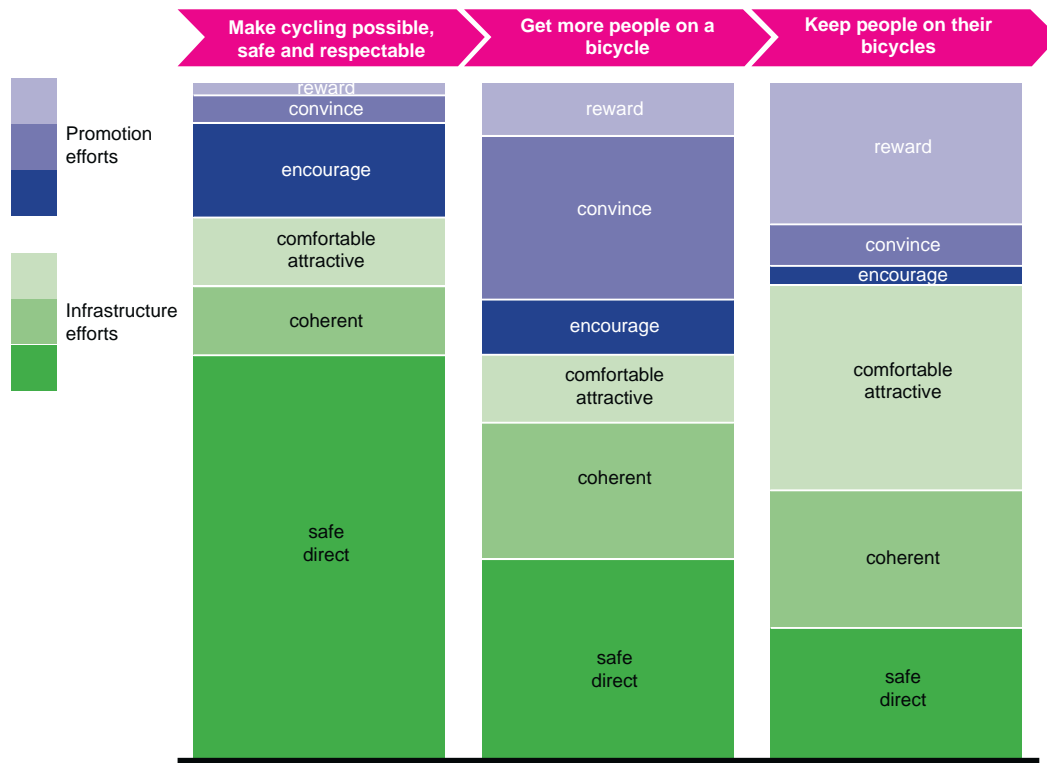 Make cycling possible,
safe and respectable
Get more people on a
bicycle
Keep people on their
bicycles
Promotion
efforts
Infrastructure
efforts
reward
convince
encourage
comfortable
attractive
coherent
safe
direct
reward
convince
encourage
comfortable
attractive
coherent
safe
direct
reward
convince
encourage
comfortable
attractive
coherent
safe
direct